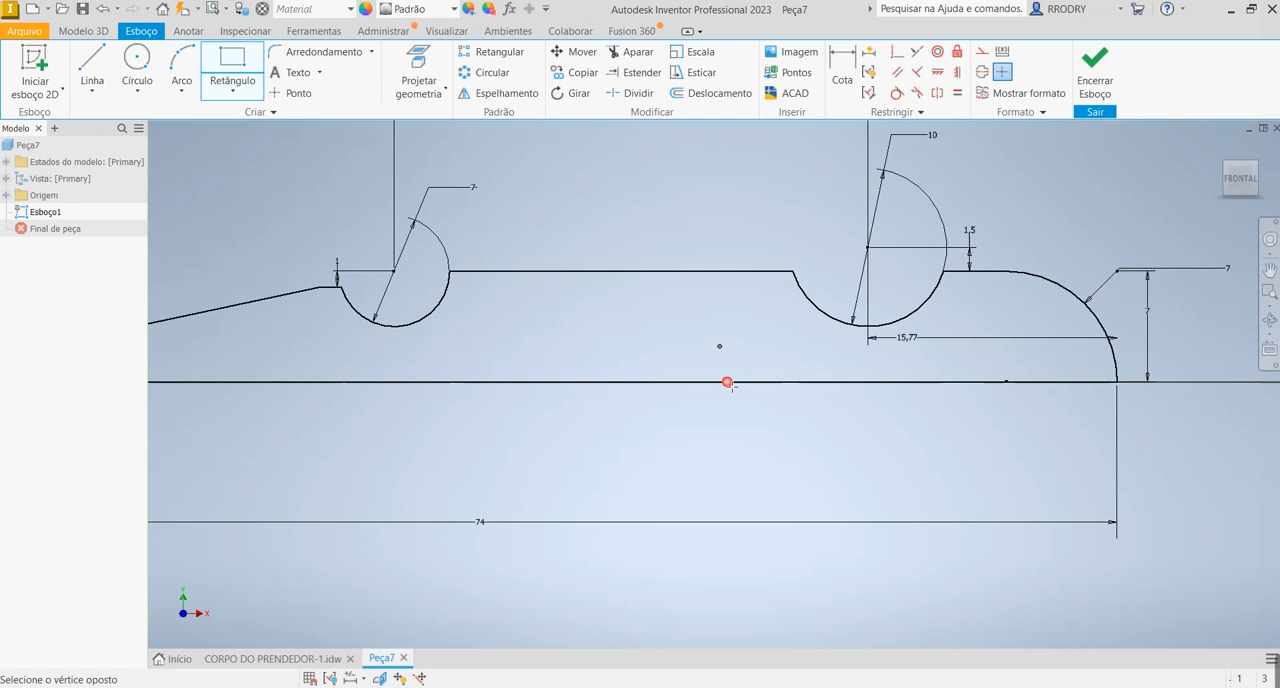 Material
Padrão
Autodesk Inventor Professional 2023 Peça7
Pesquisar na Ajuda e comandos.
RRODRY
Arquivo Modelo 3D Esboço Anotar Inspecionar Ferramentas Administrar Visualizar Ambientes Colaborar Fusion 360
Iniciar
esboço 2D
Esboço
Linha
Círculo
Arco
Retângulo
Arredondamento
Texto
Ponto
Criar
Projetar
geometria
Retangular
Circular
Espelhamento
Padrão
Mover
Copiar
Girar
Aparar
Estender
Dividir
Escala
Esticar
Deslocamento
Modificar
Imagem
Pontos
ACAD
Inserir
Cota
Restringir
Mostrar formato
Formato
Encerrar
Esboço
Sair
Modelo
Peça7
Estados do modelo: [Primary]
Vista: [Primary]
Origem
Esboço1
Final de peça
FRONTAL
10
7
1,5
1
7
7
15,77
74
Y
X
Início CORPO DO PRENDEDOR-1.idw Peça7
Selecione o vértice oposto
1 3